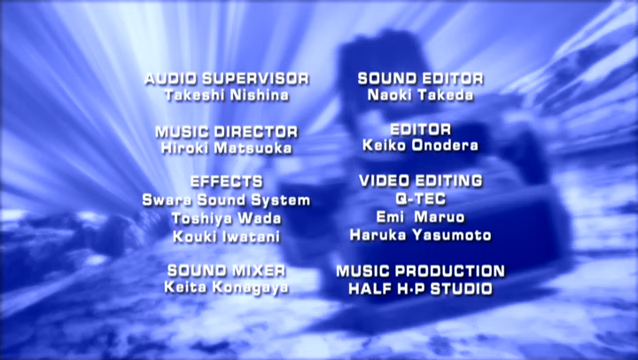 AUDIO SUPERVISOR
Takeshi Nishina
MUSIC DIRECTOR
Hiroki Matsuoka
EFFECTS
Swara Sound System
Toshiya Wada
Kouki Iwatani
SOUND MIXER
Keita Konagaya
SOUND EDITOR
Naoki Takeda
EDITOR
Keiko Onodera
VIDEO EDITING
Q-TEC
Emi Maruo
Haruka Yasumoto
MUSIC PRODUCTION
HALF H·P STUDIO